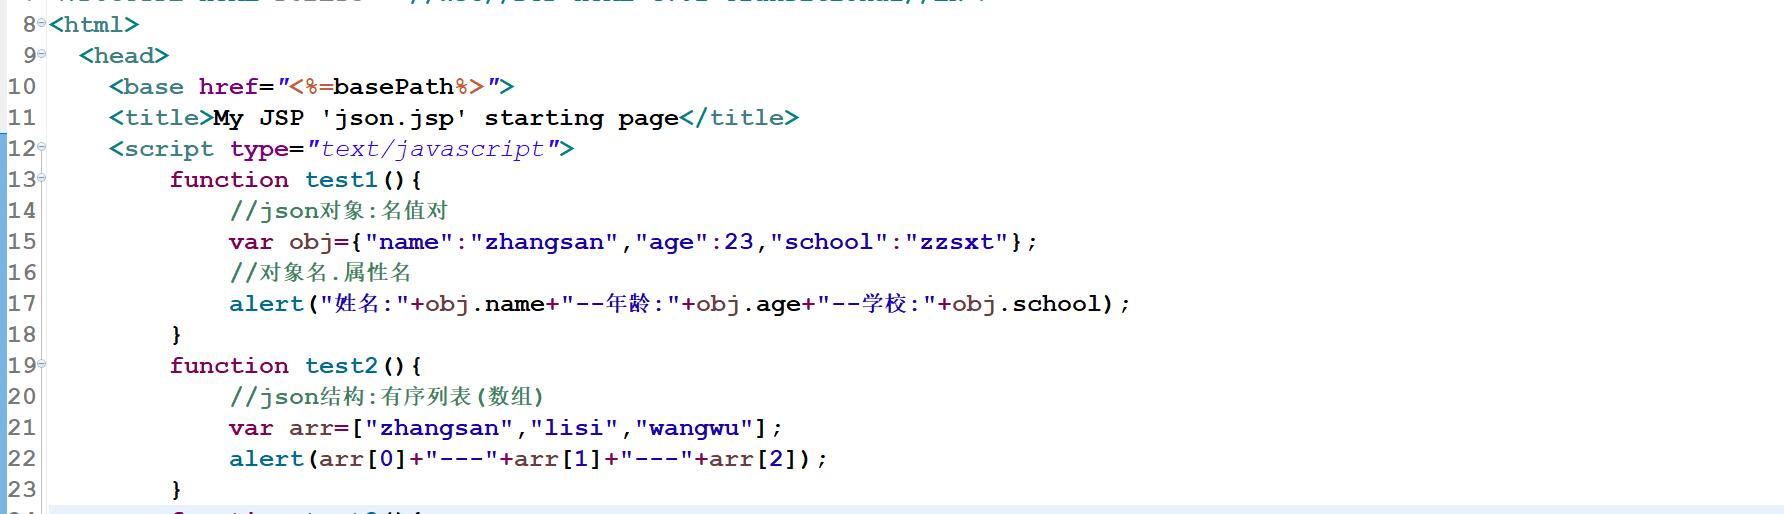 8 <html>
9 <head>
10 <base href="<%=basePath%>">
11 <title>My JSP 'json.jsp' starting page</title>
12 <script type="text/javascript">
13 function test1(){
14 //json对象:名值对
15 var obj={"name":"zhangsan","age":23,"school":"zzsxt"};
16 //对象名.属性名
17 alert("姓名:"+obj.name+"--年龄:"+obj.age+"--学校:"+obj.school);
18 }
19 function test2(){
20 //json结构:有序列表(数组)
21 var arr=["zhangsan","lisi","wangwu"];
22 alert(arr[0]+"---"+arr[1]+"---"+arr[2]);
23 }